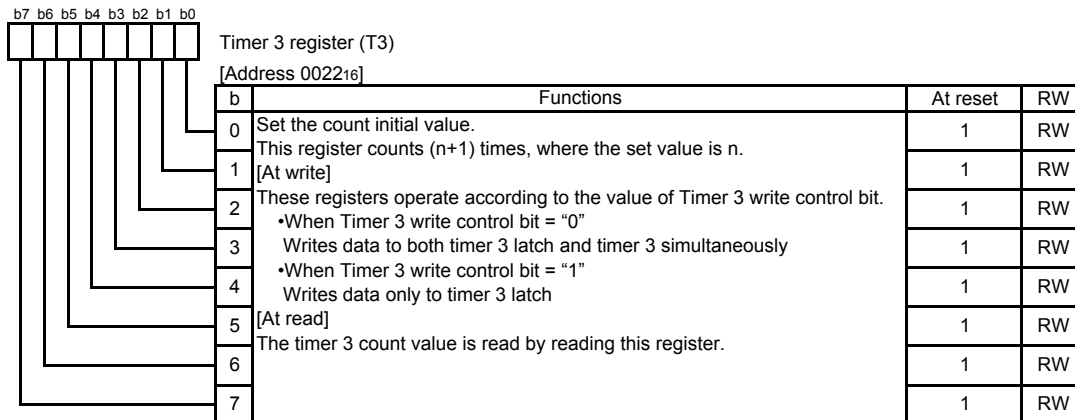 b7 b6 b5 b4 b3 b2 b1 b0
Timer 3 register (T3)
[Address 002216]
b Functions At reset RW
0 Set the count initial value. 1 RW
This register counts (n+1) times, where the set value is n.
1 [At write] 1 RW
These registers operate according to the value of Timer 3 write control bit.
2 1 RW
•When Timer 3 write control bit = “0”
3 Writes data to both timer 3 latch and timer 3 simultaneously 1 RW
•When Timer 3 write control bit = “1”
4 Writes data only to timer 3 latch 1 RW
5 [At read] 1 RW
The timer 3 count value is read by reading this register.
6 1 RW
7 1 RW